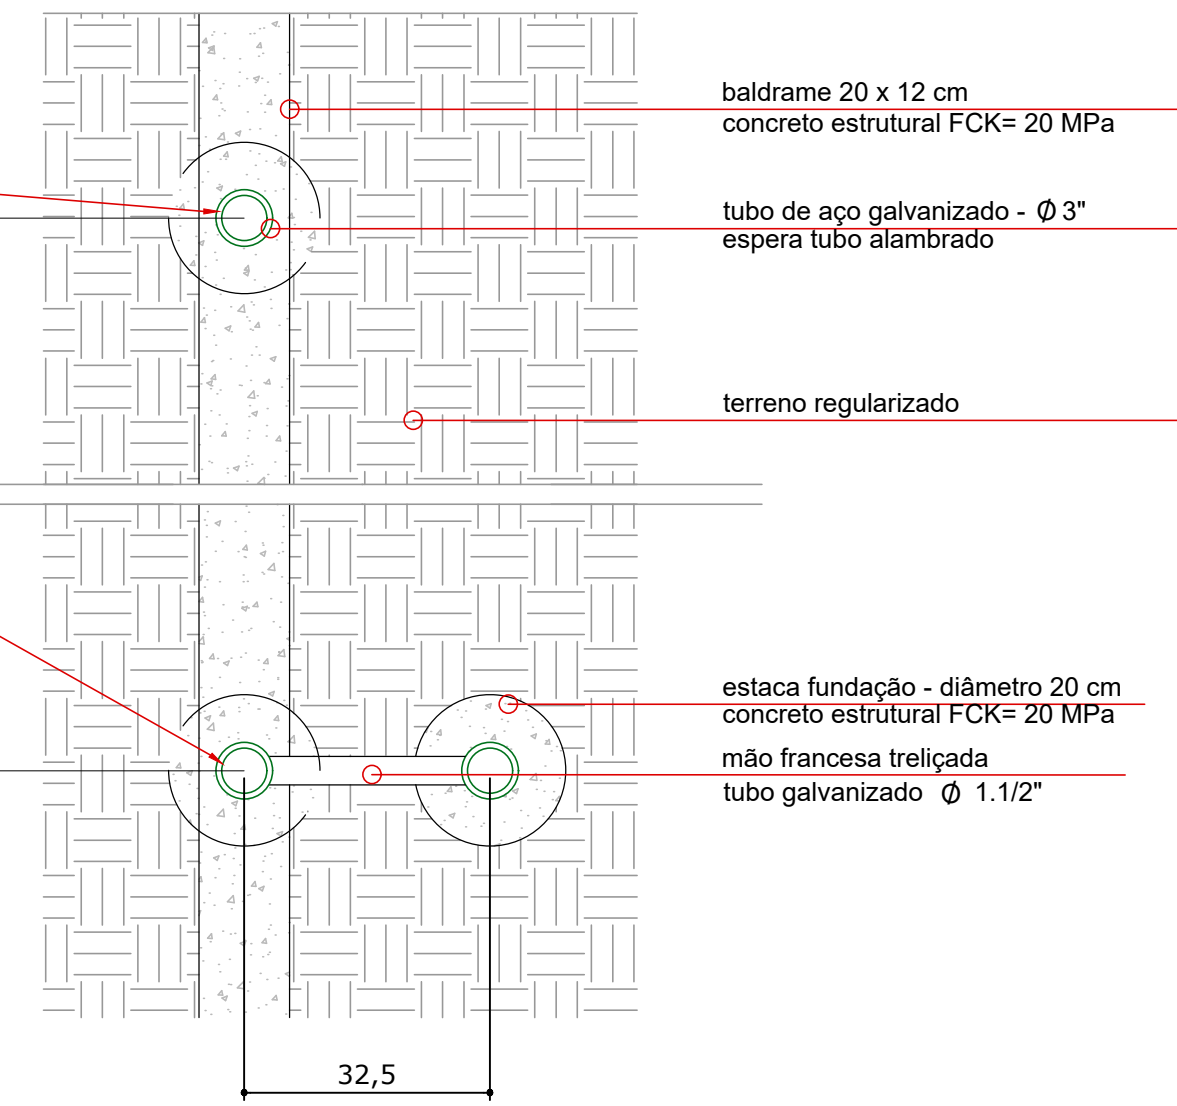 baldrame 20 x 12 cm
concreto estrutural FCK= 20 MPa
tubo de aço galvanizado - Ø 3"
espera tubo alambrado
terreno regularizado
estaca fundação - diâmetro 20 cm
concreto estrutural FCK= 20 MPa
mão francesa treliçada
tubo galvanizado Ø 1.1/2"
32,5